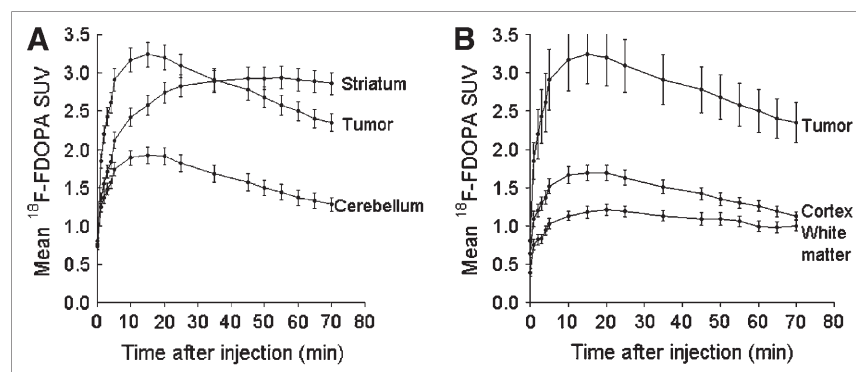 A
Mean ¹⁸F-FDOPA SUV
3.5
3.0
2.5
2.0
1.5
1.0
0.5
0.0
Striatum
Tumor
Cerebellum
0 10 20 30 40 50 60 70 80
Time after injection (min)
B
Mean ¹⁸F-FDOPA SUV
3.5
3.0
2.5
2.0
1.5
1.0
0.5
0.0
Tumor
Cortex
White
matter
0 10 20 30 40 50 60 70 80
Time after injection (min)